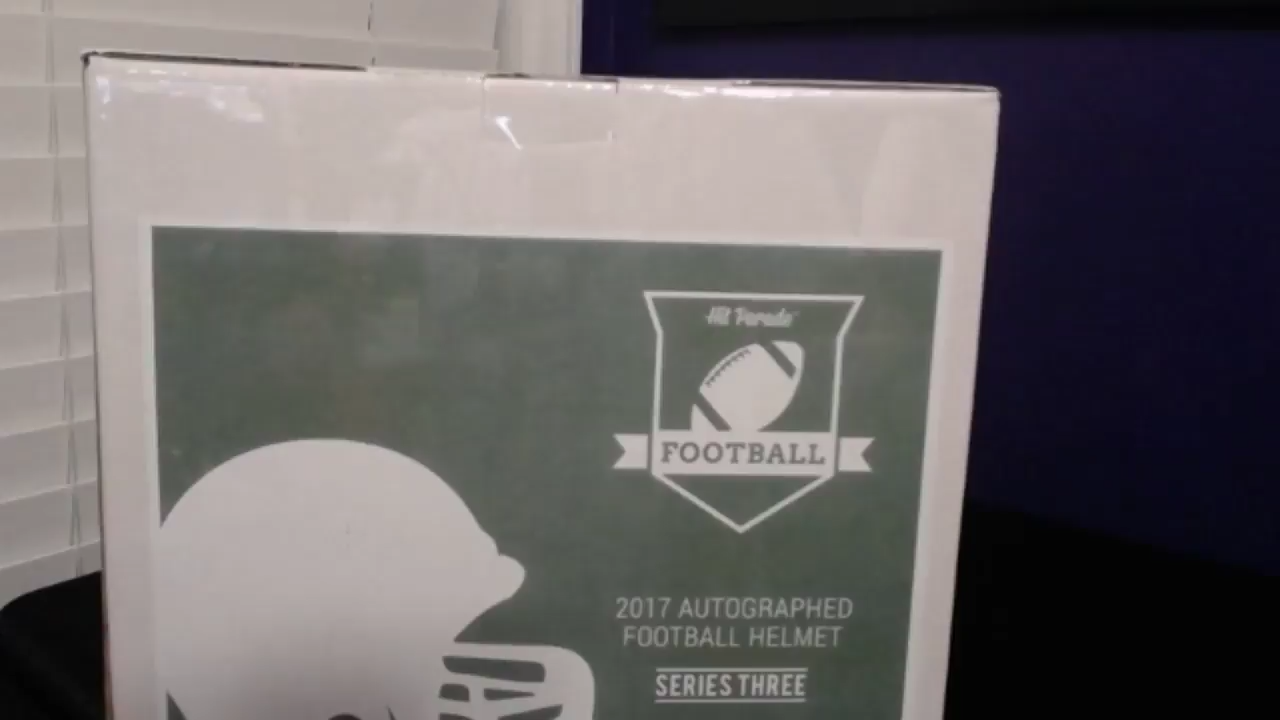 Hit Parade
FOOTBALL
2017 AUTOGRAPHED
FOOTBALL HELMET
SERIES THREE